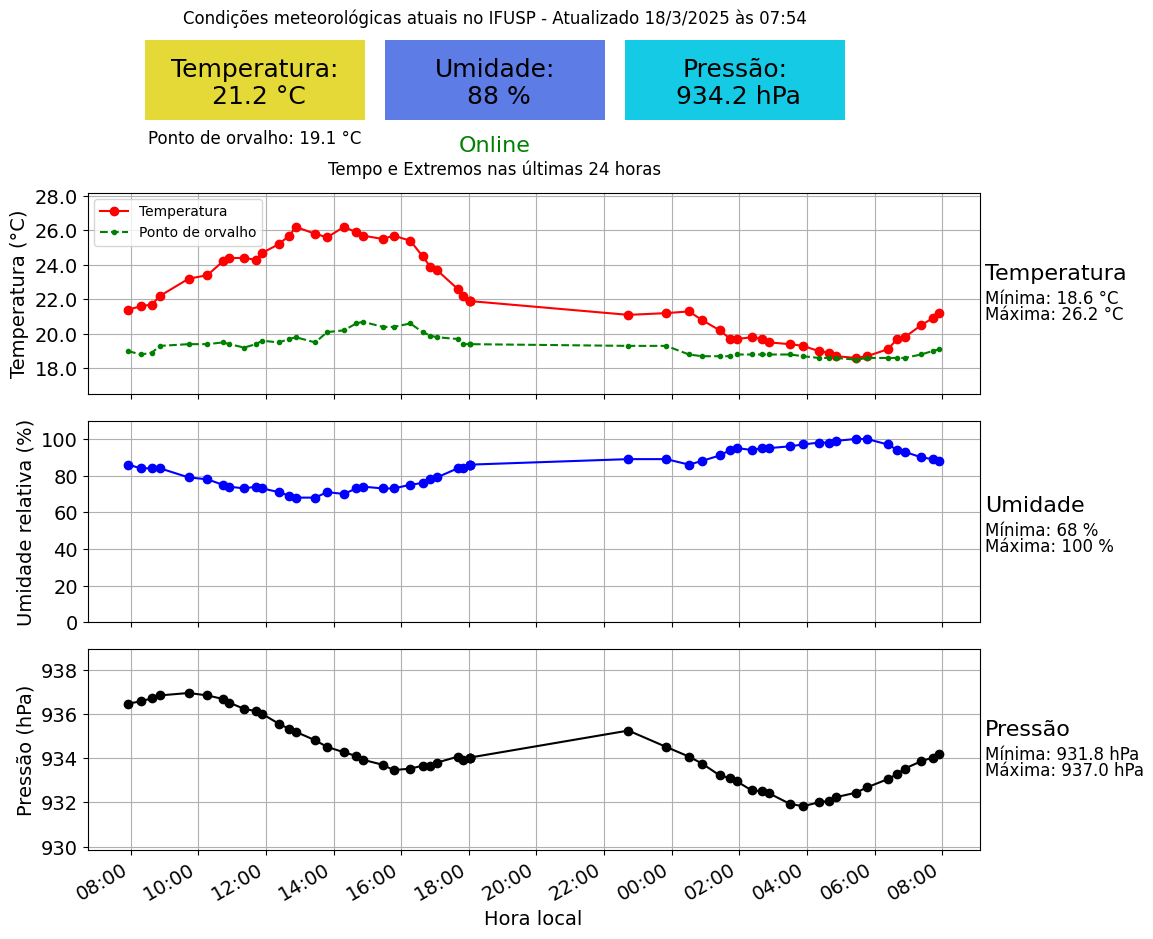 Condições meteorológicas atuais no IFUSP - Atualizado 18/3/2025 às 07:54
Temperatura:
21.2 °C
Umidade:
88 %
Pressão:
934.2 hPa
Ponto de orvalho: 19.1 °C
Online
Tempo e Extremos nas últimas 24 horas
Temperatura (°C)
28.0
26.0
24.0
22.0
20.0
18.0
Temperatura
Ponto de orvalho
Temperatura
Mínima: 18.6 °C
Máxima: 26.2 °C
Umidade relativa (%)
100
80
60
40
20
0
Umidade
Mínima: 68 %
Máxima: 100 %
Pressão (hPa)
938
936
934
932
930
Pressão
Mínima: 931.8 hPa
Máxima: 937.0 hPa
08:00
10:00
12:00
14:00
16:00
18:00
20:00
22:00
00:00
02:00
04:00
06:00
08:00
Hora local